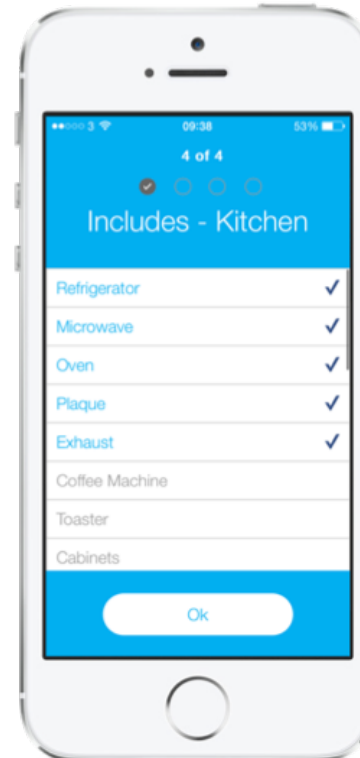 3 09:38 53%
4 of 4
Includes - Kitchen
Refrigerator
Microwave
Oven
Plaque
Exhaust
Coffee Machine
Toaster
Cabinets
Ok